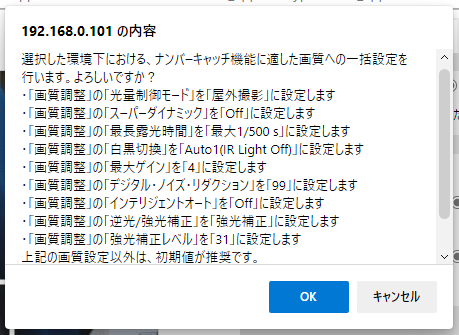 192.168.0.101 の内容
選択した環境下における、ナンバーキャッチ機能に適した画質への一括設定を
行います。よろしいですか？
・「画質調整」の「光量制御モード」を「屋外撮影」に設定します
・「画質調整」の「スーパーダイナミック」を「Off」に設定します
・「画質調整」の「最長露光時間」を「最大1/500 s」に設定します
・「画質調整」の「白黒切換」を「Auto1(IR Light Off)」に設定します
・「画質調整」の「最大ゲイン」を「4」に設定します
・「画質調整」の「デジタル・ノイズ・リダクション」を「99」に設定します
・「画質調整」の「インテリジェントオート」を「Off」に設定します
・「画質調整」の「逆光/強光補正」を「強光補正」に設定します
・「画質調整」の「強光補正レベル」を「31」に設定します
上記の画質設定以外は、初期値が推奨です。
OK
キャンセル